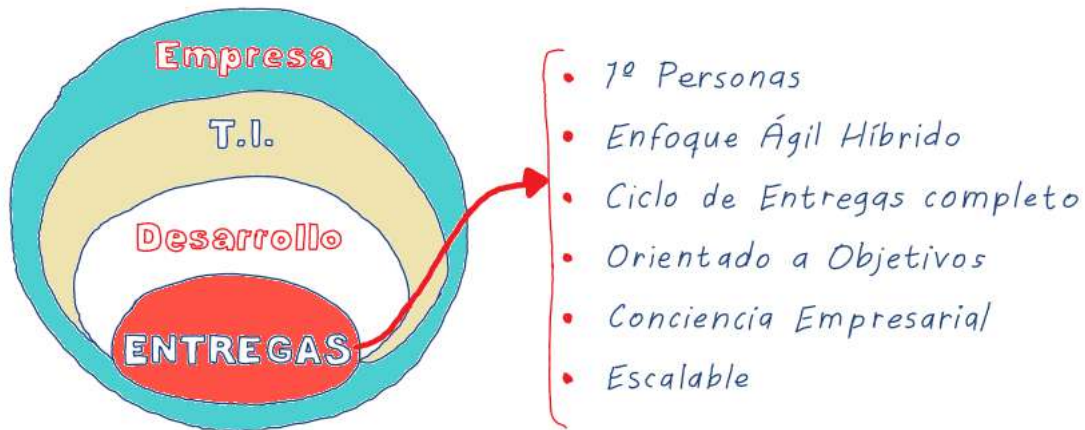 Empresa
T.I.
Desarrollo
ENTREGAS
• 1º Personas
• Enfoque Ágil Híbrido
• Ciclo de Entregas completo
• Orientado a Objetivos
• Conciencia Empresarial
• Escalable